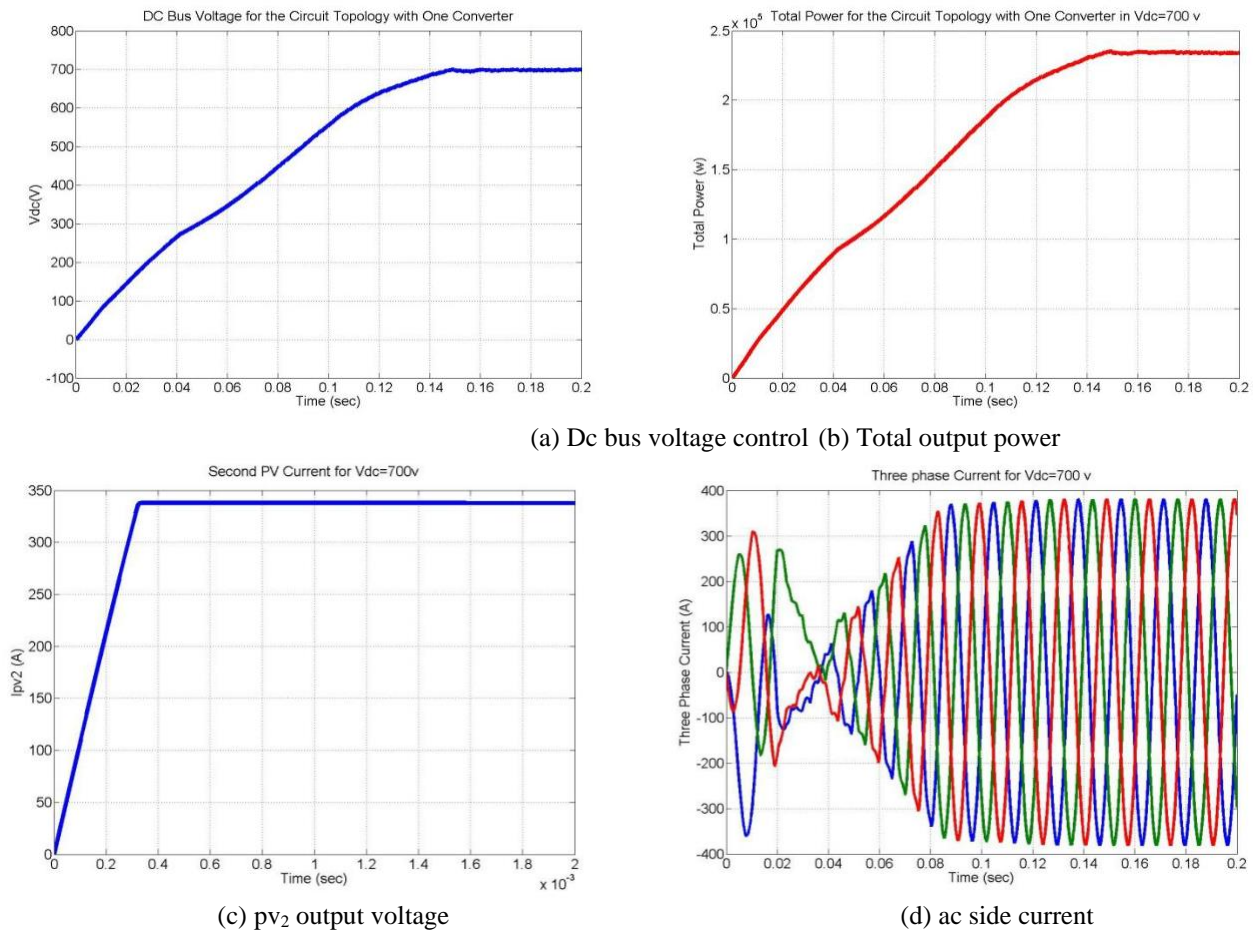 DC Bus Voltage for the Circuit Topology with One Converter
800
700
600
500
400
300
200
100
0
-100
Vdc(V)
0 0.02 0.04 0.06 0.08 0.1 0.12 0.14 0.16 0.18 0.2
Time (sec)
x 10⁵ Total Power for the Circuit Topology with One Converter in Vdc=700 v
2.5
2
1.5
1
0.5
0
Total Power (w)
0 0.02 0.04 0.06 0.08 0.1 0.12 0.14 0.16 0.18 0.2
Time (sec)
(a) Dc bus voltage control (b) Total output power
Second PV Current for Vdc=700v
350
300
250
200
150
100
50
0
Ipv2 (A)
0 0.2 0.4 0.6 0.8 1 1.2 1.4 1.6 1.8 2
Time (sec)
x 10⁻³
Three phase Current for Vdc=700 v
400
300
200
100
0
-100
-200
-300
-400
Three Phase Current (A)
0 0.02 0.04 0.06 0.08 0.1 0.12 0.14 0.16 0.18 0.2
Time (sec)
(c) pv₂ output voltage
(d) ac side current